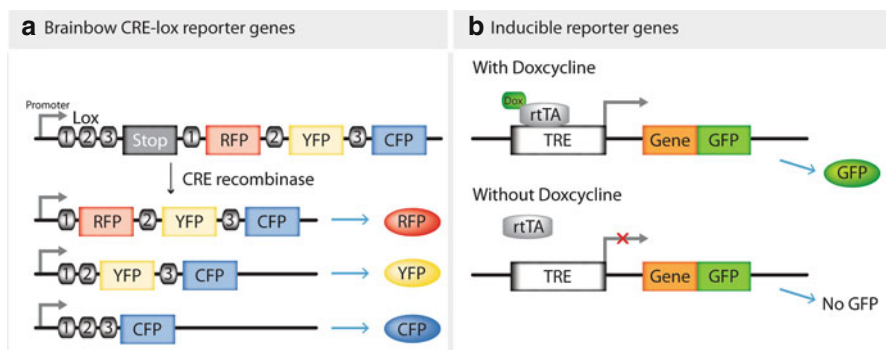 a Brainbow CRE-lox reporter genes
Promoter
Lox
1 2 3 Stop 1 RFP 2 YFP 3 CFP
CRE recombinase
1 RFP 2 YFP 3 CFP RFP
1 2 YFP 3 CFP YFP
1 2 3 CFP CFP
b Inducible reporter genes
With Doxcycline
Dox
rtTA
TRE Gene GFP
GFP
Without Doxcycline
rtTA
TRE Gene GFP
No GFP